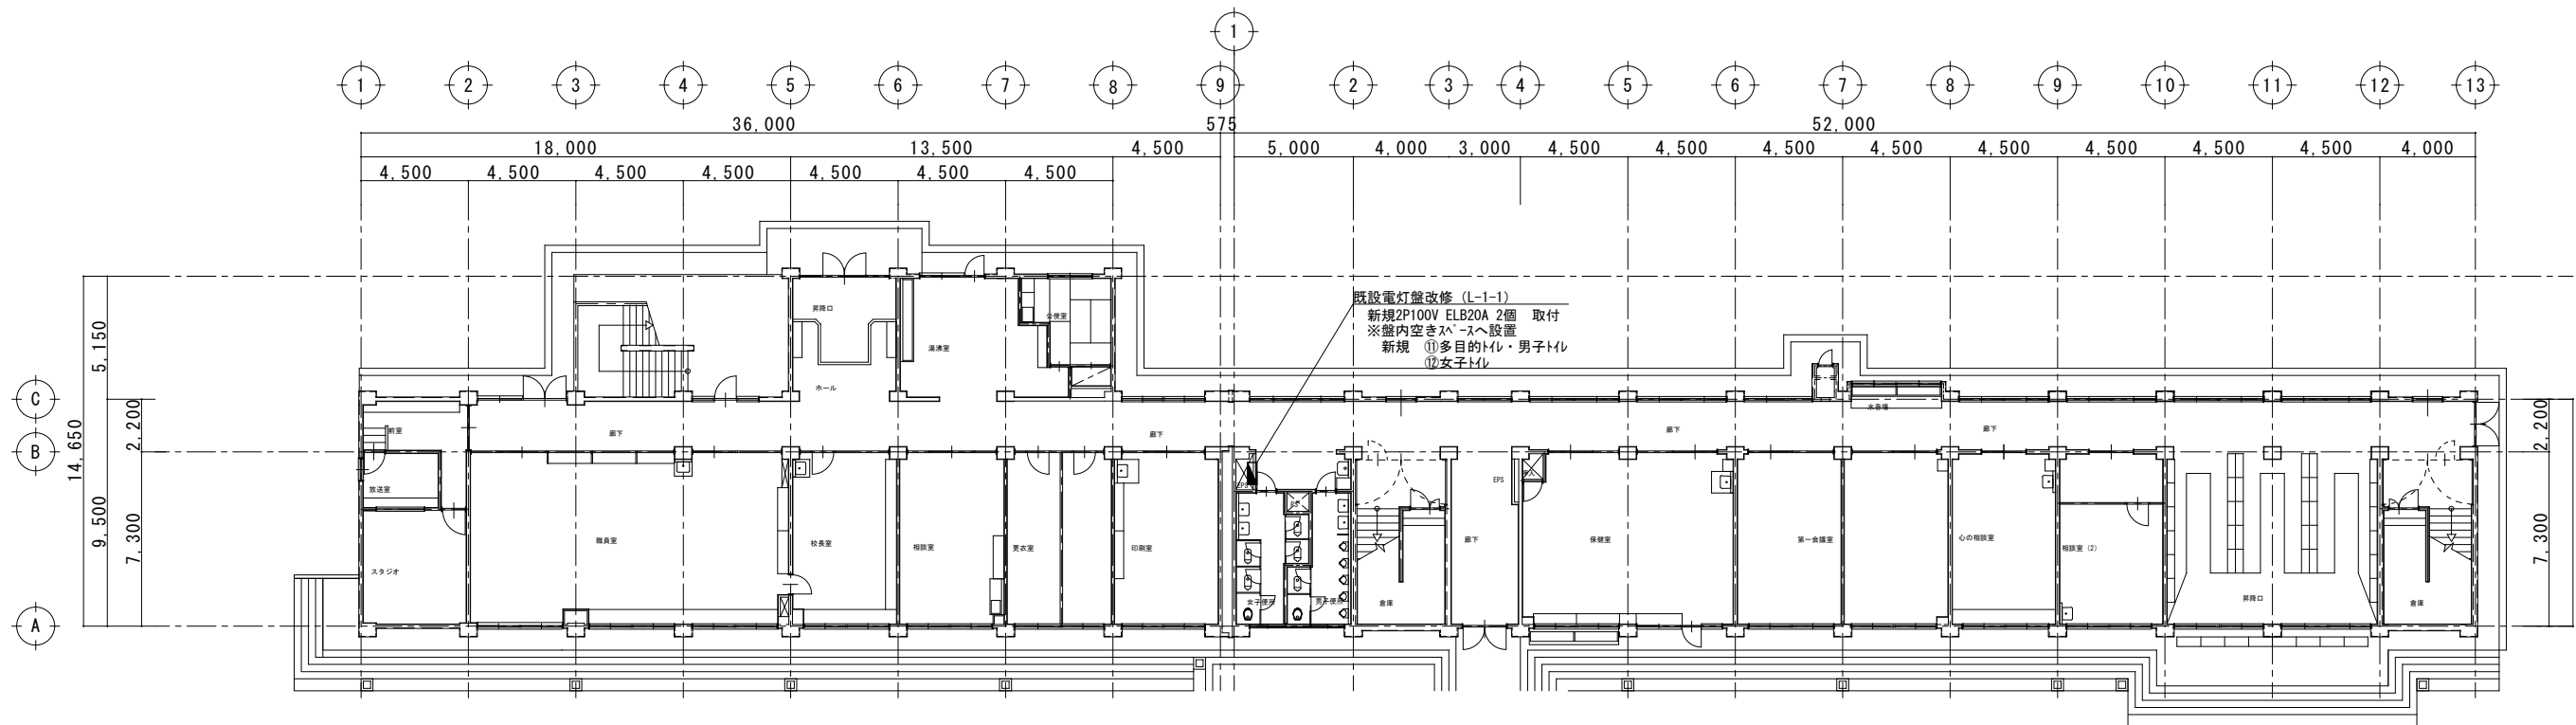 1
1 2 3 4 5 6 7 8 9 2 3 4 5 6 7 8 9 10 11 12 13
36,000 575 52,000
18,000 13,500 4,500 5,000 4,000 3,000 4,500 4,500 4,500 4,500 4,500 4,500 4,500 4,500 4,000
4,500 4,500 4,500 4,500 4,500 4,500 4,500
既設電灯盤改修 (L-1-1)
新規2P100V ELB20A 2個 取付
※盤内空きスペースへ設置
新規 ⑪多目的トイレ・男子トイレ
⑫女子トイレ
昇降口
公使室
湯沸室
ホール
5,150
14,650
2,200
9,500
7,300
C
B
A
前室
廊下
廊下
廊下
廊下
水呑場
2,200
7,300
放送室
スタジオ
職員室
校長室
相談室
更衣室
印刷室
EPS
PS
女子便所
男子便所
倉庫
EPS
廊下
保健室
第一会議室
心の相談室
相談室 (2)
昇降口
倉庫